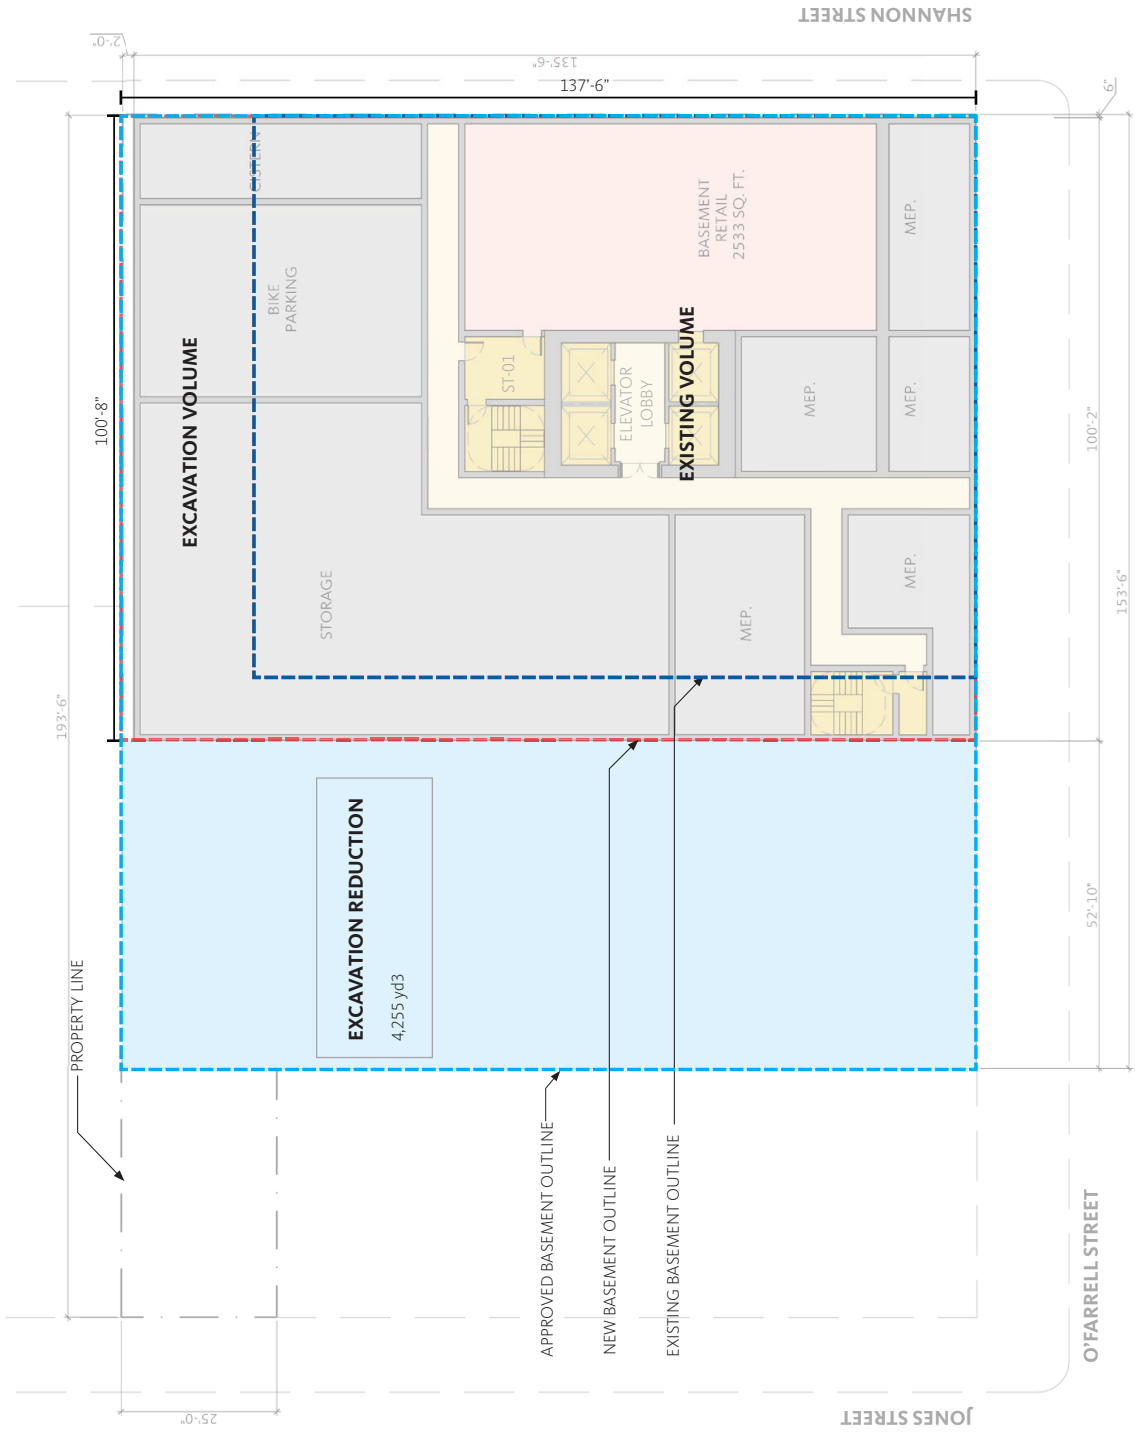 SHANNON STREET
2'-0"
135'-6"
137'-6"
6"
CISTERN
BASEMENT
RETAIL
2533 SQ. FT.
MEP.
BIKE
PARKING
EXCAVATION VOLUME
100'-8"
ST-01
ELEVATOR
LOBBY
EXISTING VOLUME
MEP.
MEP.
100'-2"
STORAGE
MEP.
MEP.
153'-6"
193'-6"
EXCAVATION REDUCTION
4,255 yd3
52'-10"
PROPERTY LINE
APPROVED BASEMENT OUTLINE
NEW BASEMENT OUTLINE
EXISTING BASEMENT OUTLINE
O'FARRELL STREET
25'-0"
JONES STREET